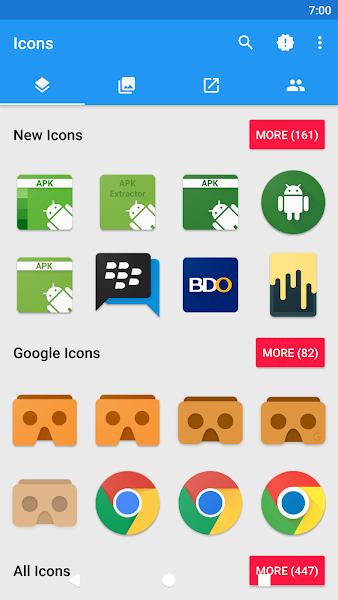 7:00
Icons
New Icons
MORE (161)
APK
APK
Extractor
APK
APK
BDO
Google Icons
MORE (82)
G
All Icons
MORE (447)